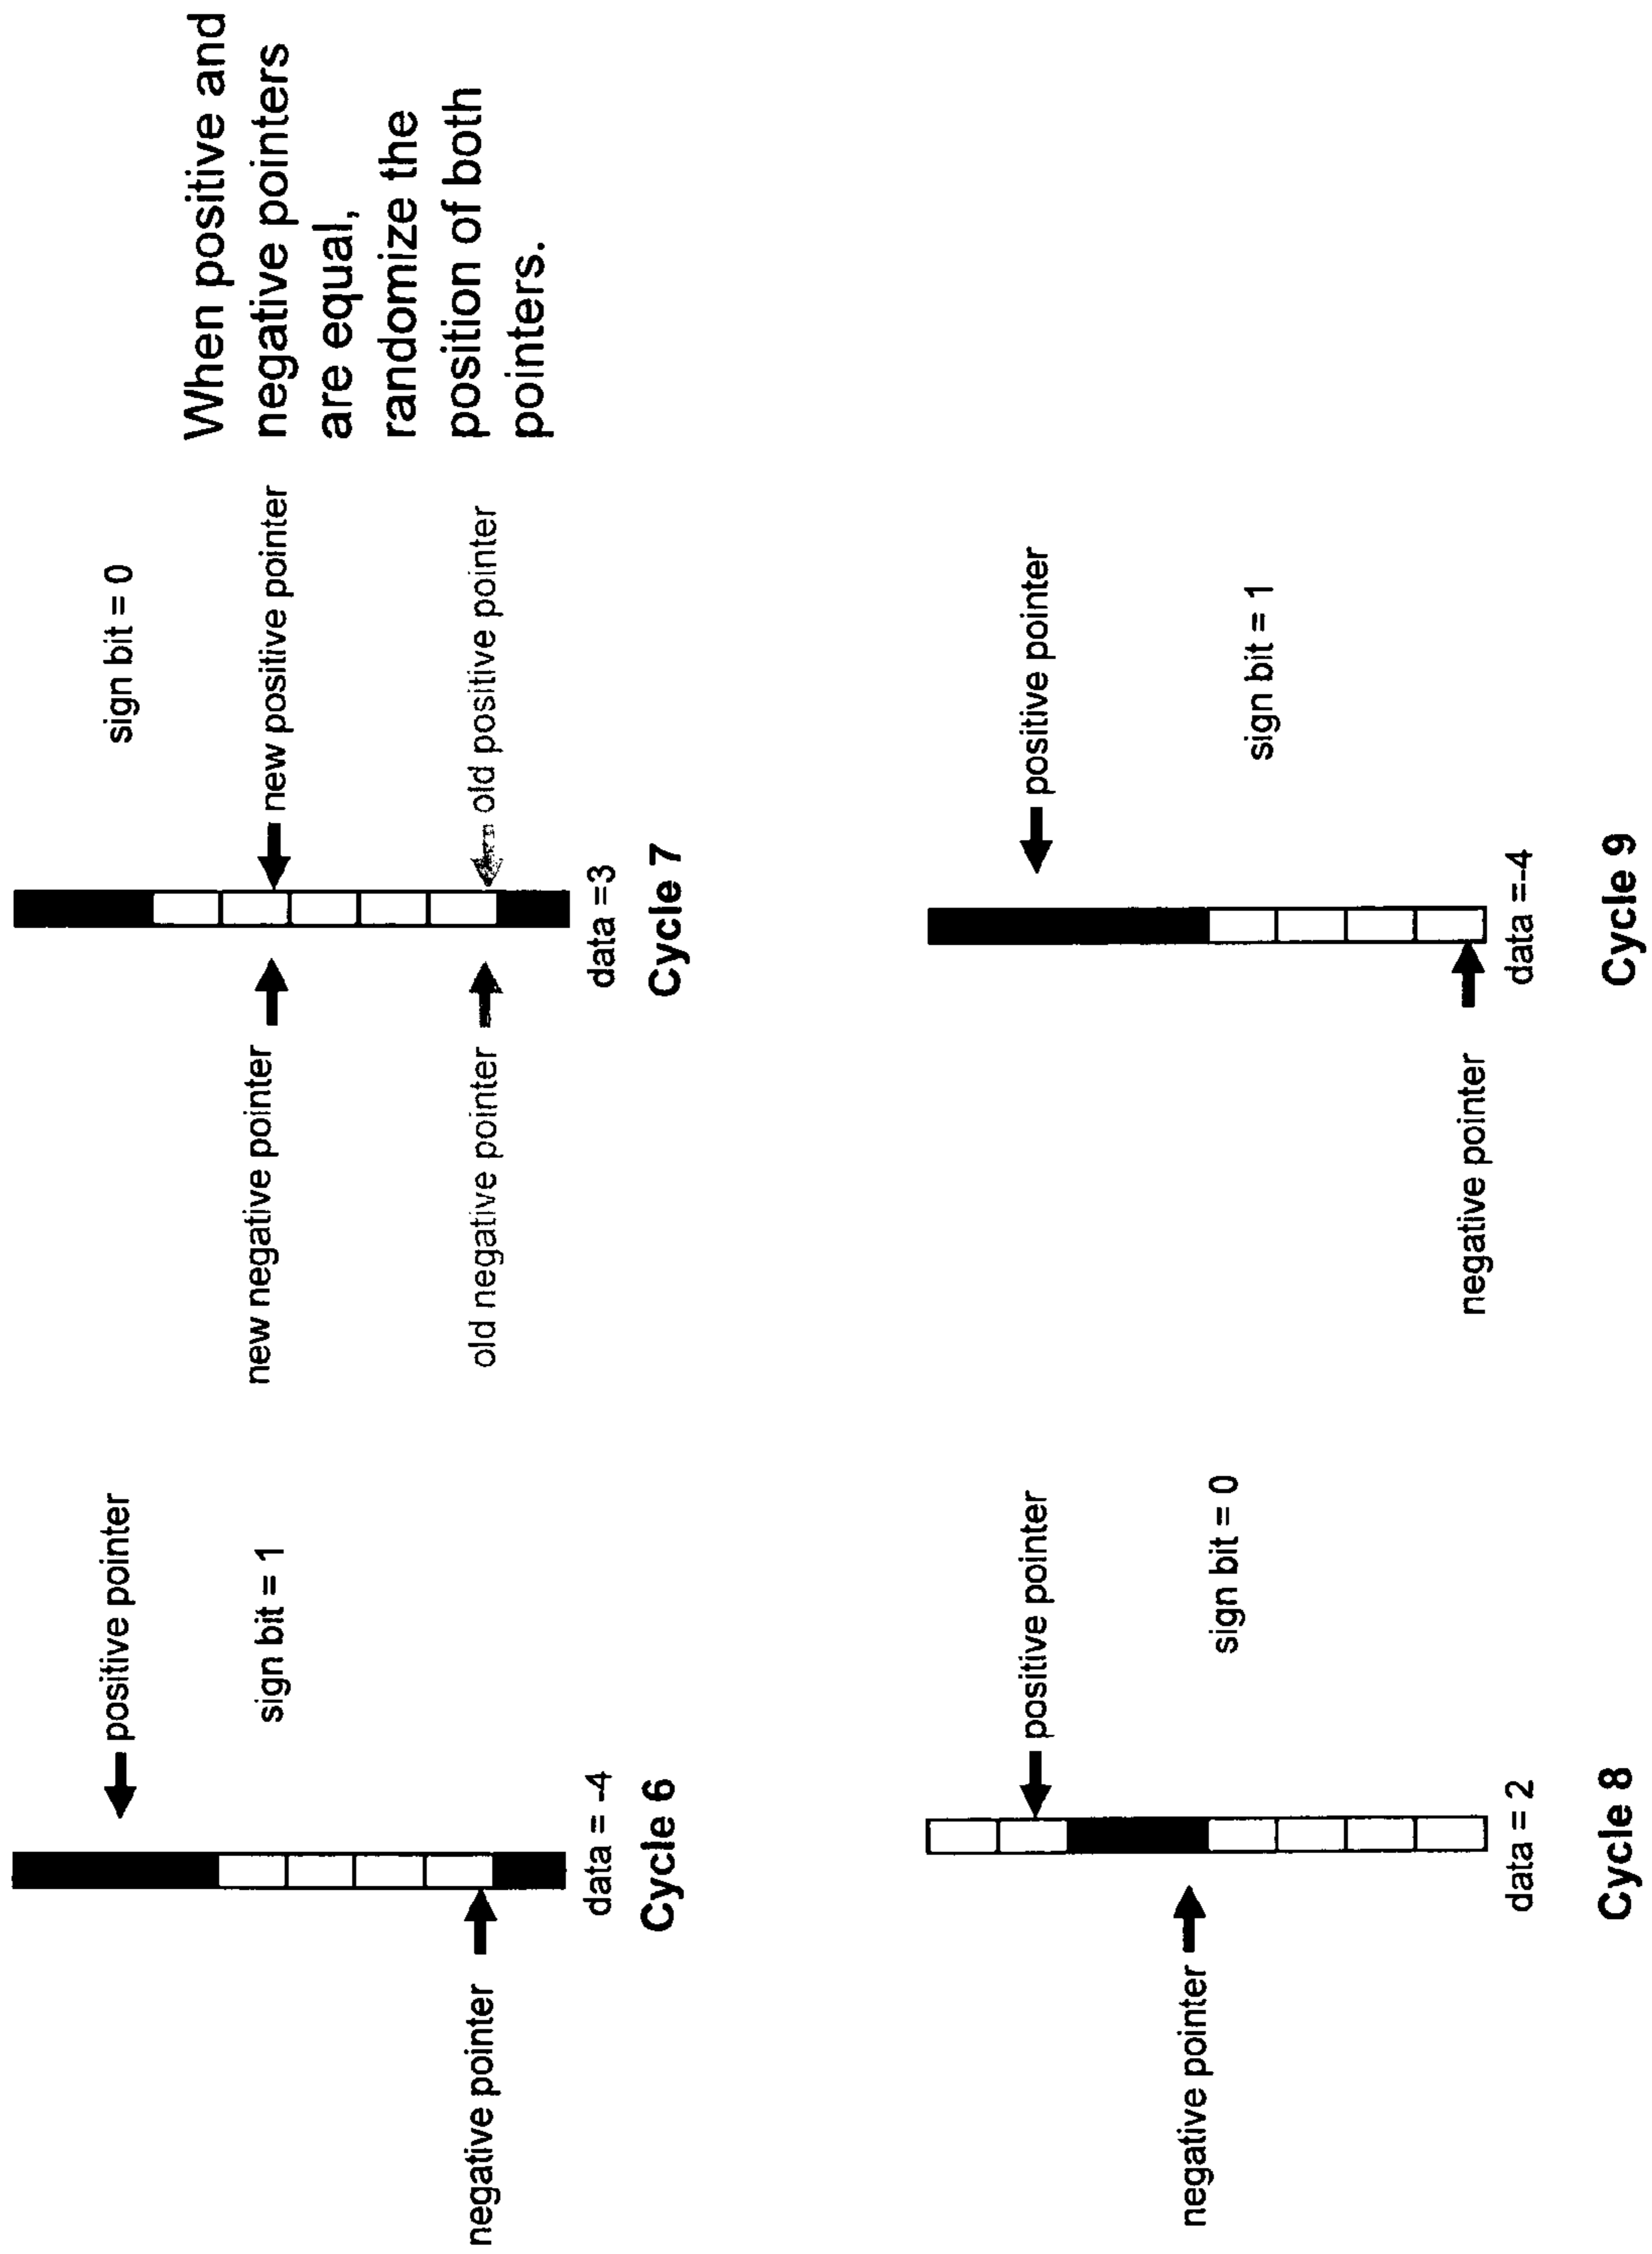 positive pointer
sign bit = 1
negative pointer
data = -4
Cycle 6
sign bit = 0
new negative pointer
new positive pointer
old negative pointer
old positive pointer
data =3
Cycle 7
When positive and
negative pointers
are equal,
randomize the
position of both
pointers.
positive pointer
negative pointer
sign bit = 0
data = 2
Cycle 8
positive pointer
sign bit = 1
negative pointer
data =-4
Cycle 9